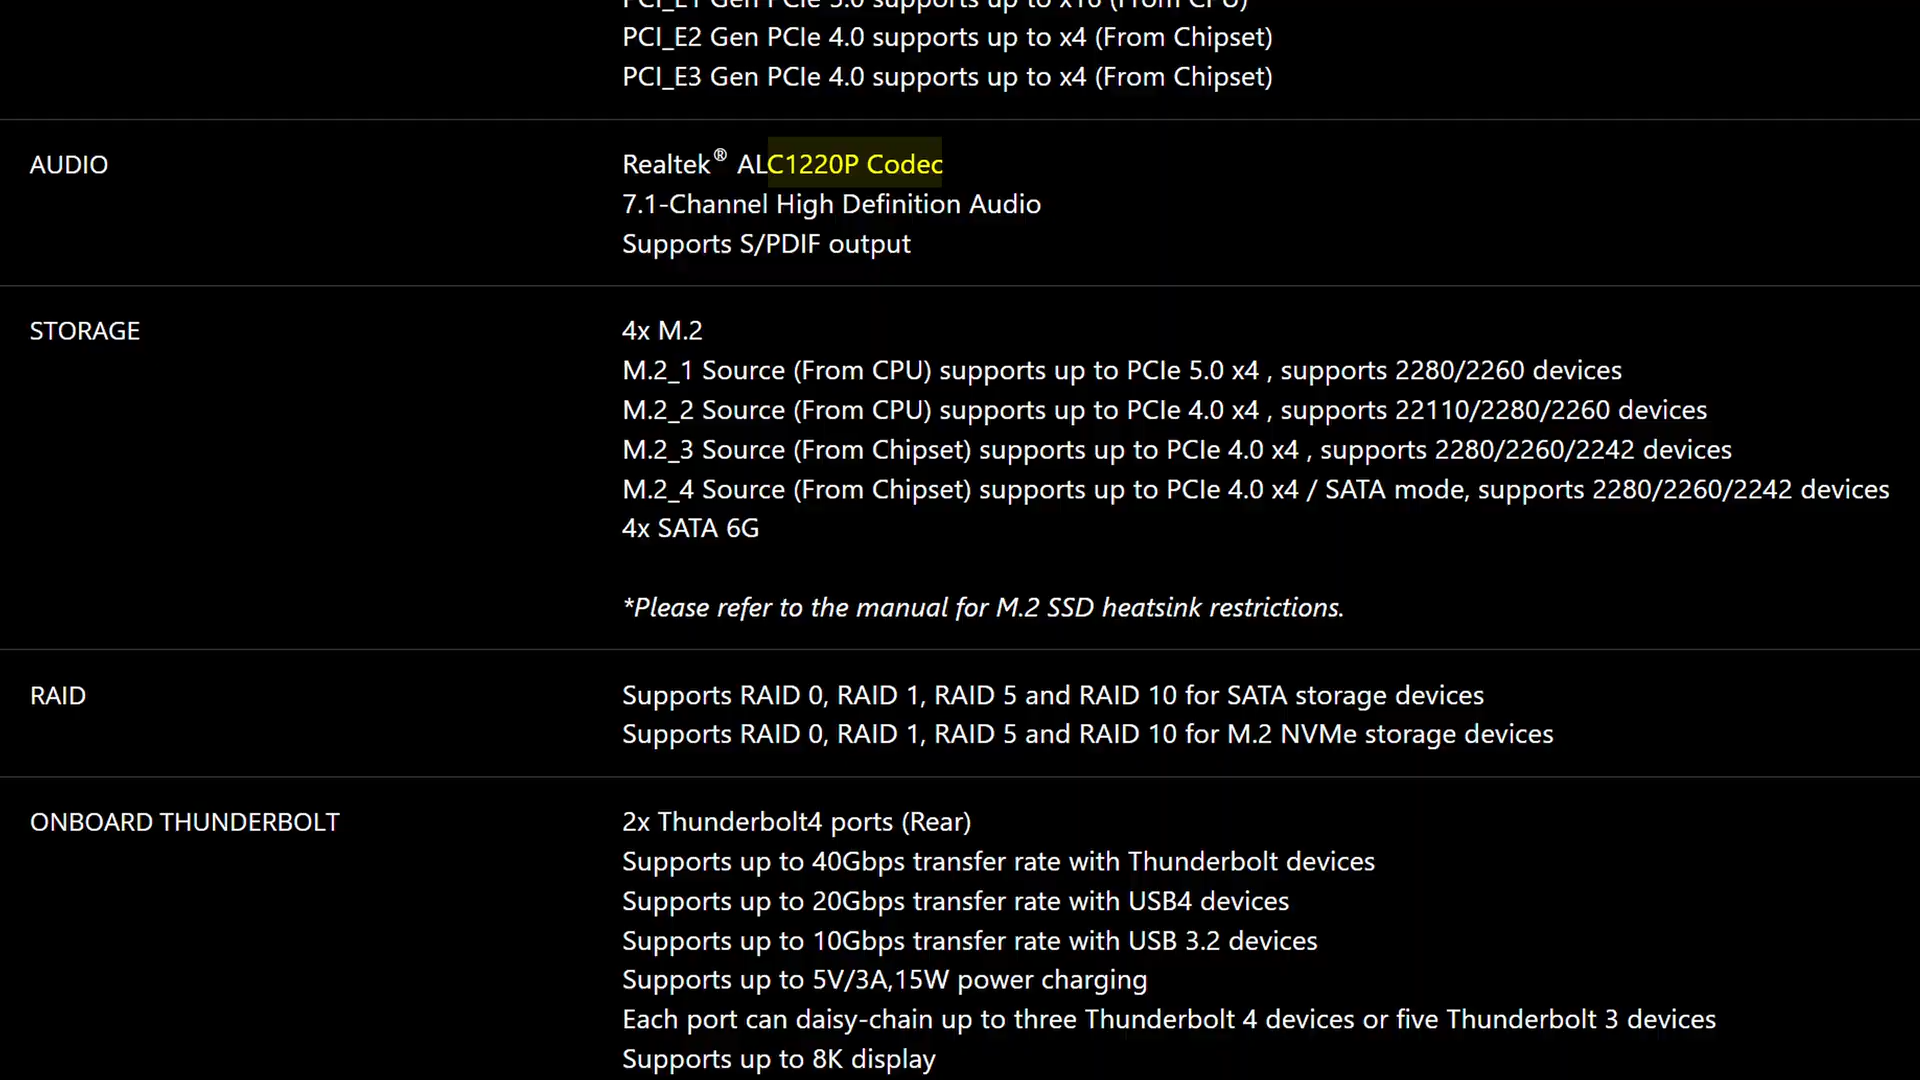 PCI_E1 Gen PCIe 5.0 supports up to x16 (From CPU)
PCI_E2 Gen PCIe 4.0 supports up to x4 (From Chipset)
PCI_E3 Gen PCIe 4.0 supports up to x4 (From Chipset)
AUDIO
Realtek® ALC1220P Codec
7.1-Channel High Definition Audio
Supports S/PDIF output
STORAGE
4x M.2
M.2_1 Source (From CPU) supports up to PCIe 5.0 x4 , supports 2280/2260 devices
M.2_2 Source (From CPU) supports up to PCIe 4.0 x4 , supports 22110/2280/2260 devices
M.2_3 Source (From Chipset) supports up to PCIe 4.0 x4 , supports 2280/2260/2242 devices
M.2_4 Source (From Chipset) supports up to PCIe 4.0 x4 / SATA mode, supports 2280/2260/2242 devices
4x SATA 6G
*Please refer to the manual for M.2 SSD heatsink restrictions.
RAID
Supports RAID 0, RAID 1, RAID 5 and RAID 10 for SATA storage devices
Supports RAID 0, RAID 1, RAID 5 and RAID 10 for M.2 NVMe storage devices
ONBOARD THUNDERBOLT
2x Thunderbolt4 ports (Rear)
Supports up to 40Gbps transfer rate with Thunderbolt devices
Supports up to 20Gbps transfer rate with USB4 devices
Supports up to 10Gbps transfer rate with USB 3.2 devices
Supports up to 5V/3A,15W power charging
Each port can daisy-chain up to three Thunderbolt 4 devices or five Thunderbolt 3 devices
Supports up to 8K display